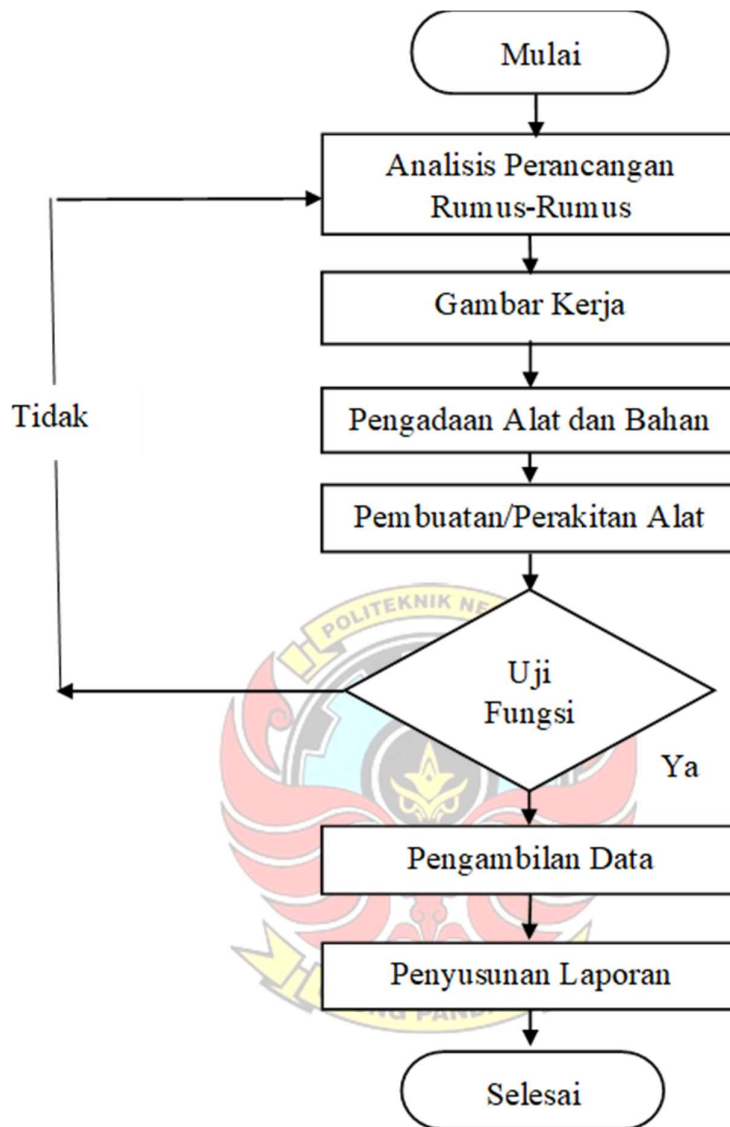 Mulai
Analisis Perancangan
Rumus-Rumus
Gambar Kerja
Tidak
Pengadaan Alat dan Bahan
Pembuatan/Perakitan Alat
POLITEKNIK NE
Uji
Fungsi
Ya
Pengambilan Data
Penyusunan Laporan
Selesai